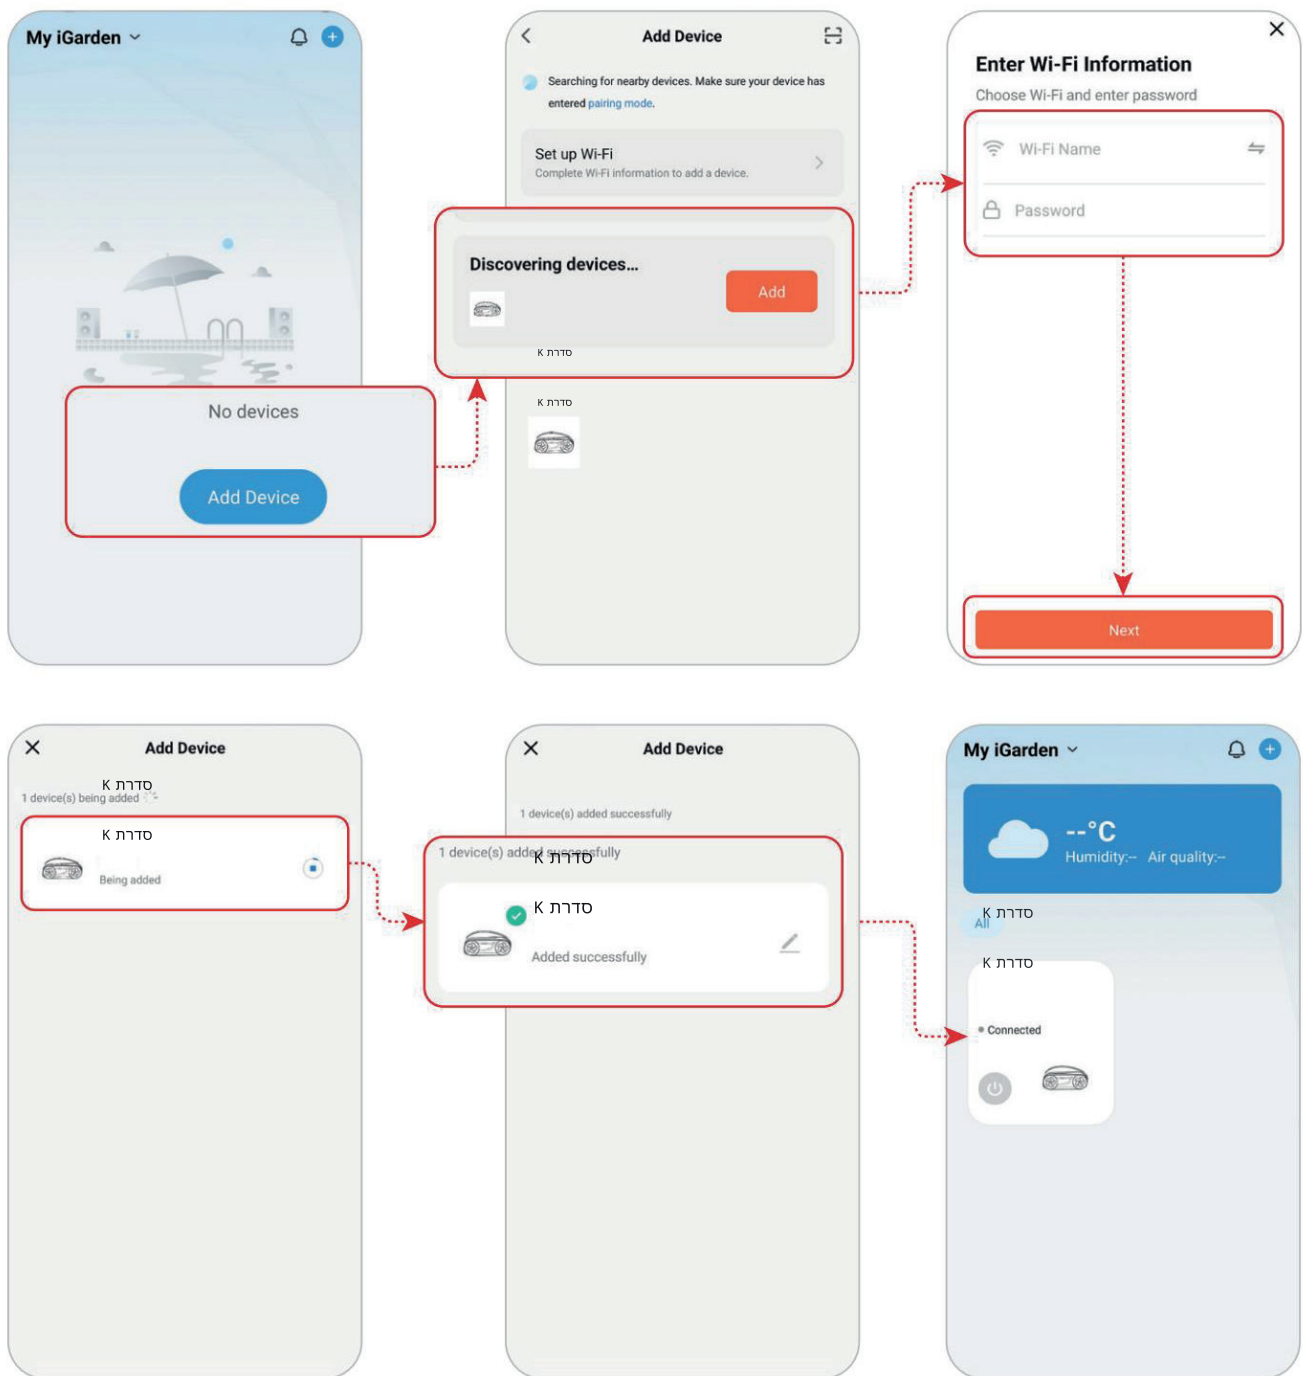 My iGarden
No devices
Add Device
Add Device
Searching for nearby devices. Make sure your device has
entered pairing mode.
Set up Wi-Fi
Complete Wi-Fi information to add a device.
Discovering devices...
Add
סדרת K
סדרת K
Enter Wi-Fi Information
Choose Wi-Fi and enter password
Wi-Fi Name
Password
Next
Add Device
סדרת K
1 device(s) being added
סדרת K
Being added
Add Device
1 device(s) added successfully
1 device(s) added successfully
סדרת K
סדרת K
Added successfully
My iGarden
--°C
Humidity:-- Air quality:--
סדרת K
All
סדרת K
Connected